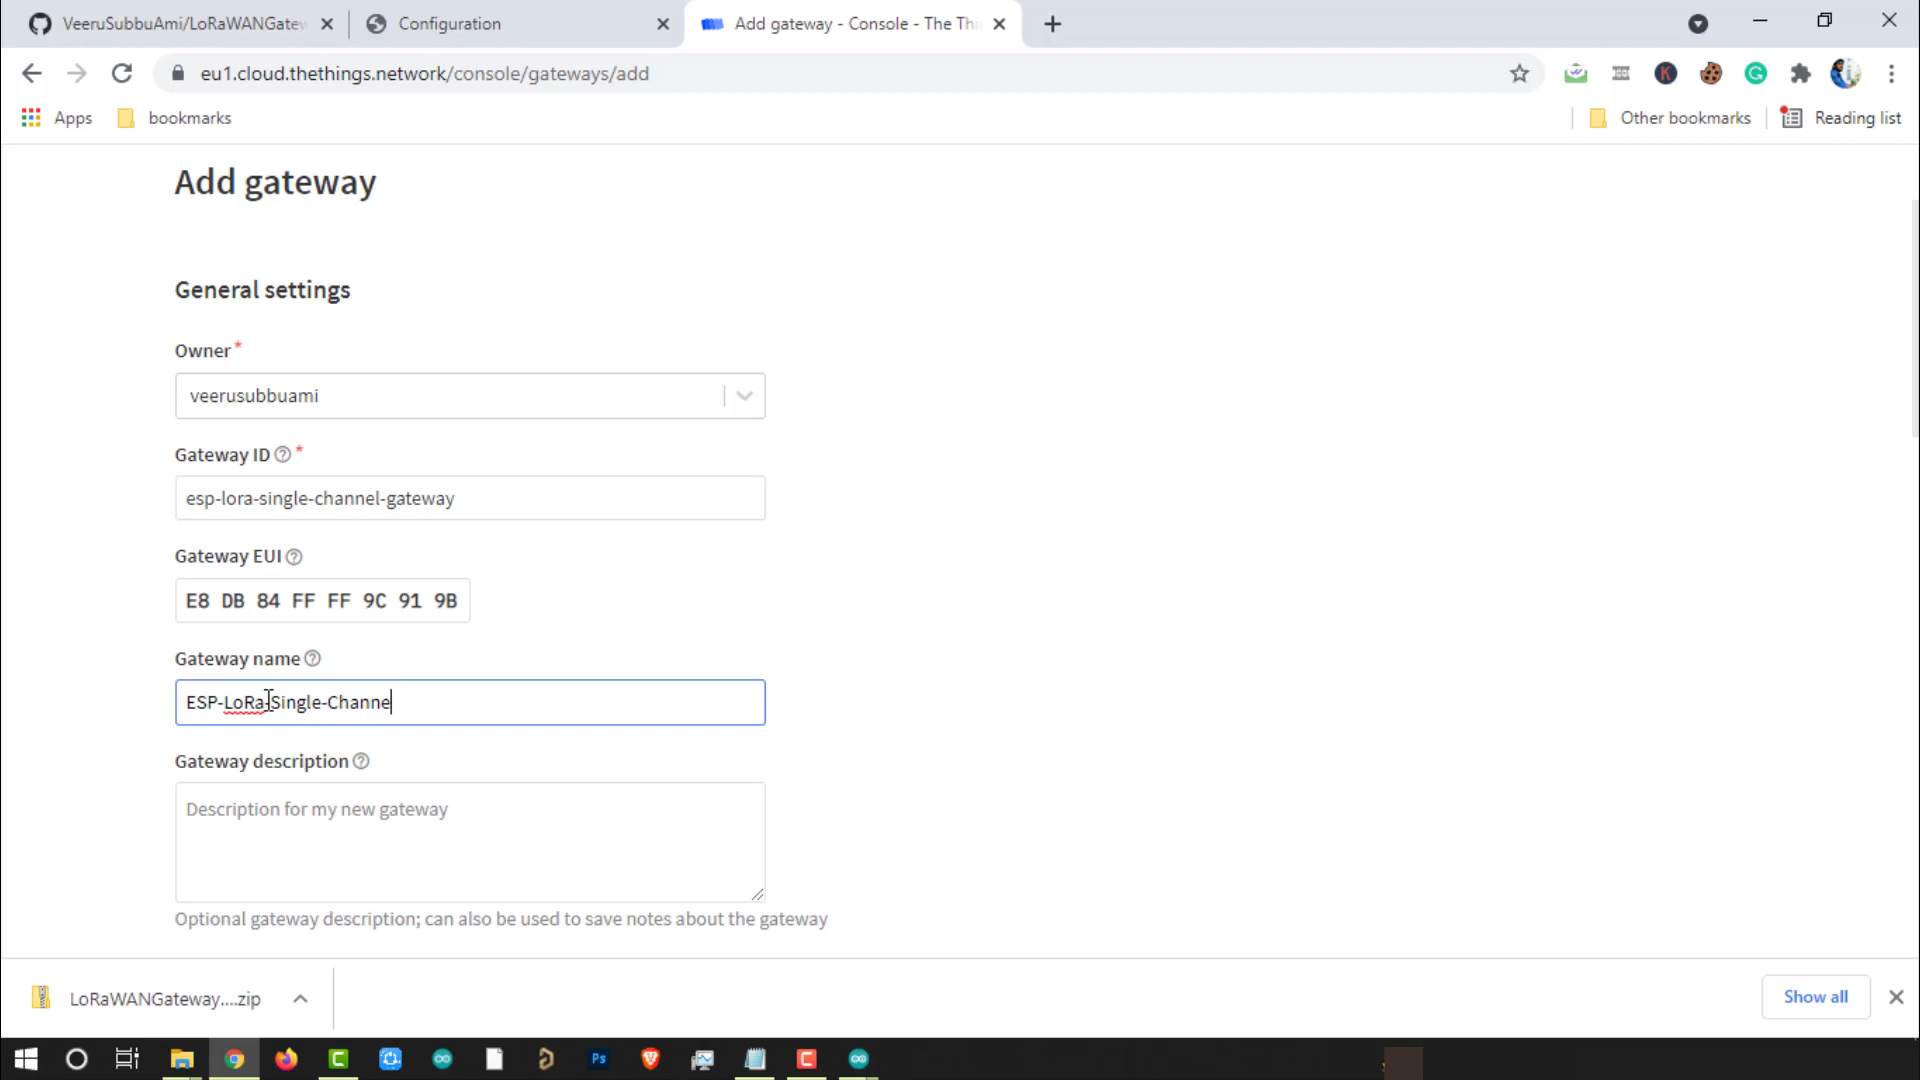 VeeruSubbuAmi/LoRaWANGatew
Configuration
Add gateway - Console - The Thi
eu1.cloud.thethings.network/console/gateways/add
Apps
bookmarks
Other bookmarks
Reading list
Add gateway
General settings
Owner*
veerusubbuami
Gateway ID *
esp-lora-single-channel-gateway
Gateway EUI
E8 DB 84 FF FF 9C 91 9B
Gateway name
ESP-LoRa-Single-Channe
Gateway description
Description for my new gateway
Optional gateway description; can also be used to save notes about the gateway
LoRaWANGateway....zip
Show all